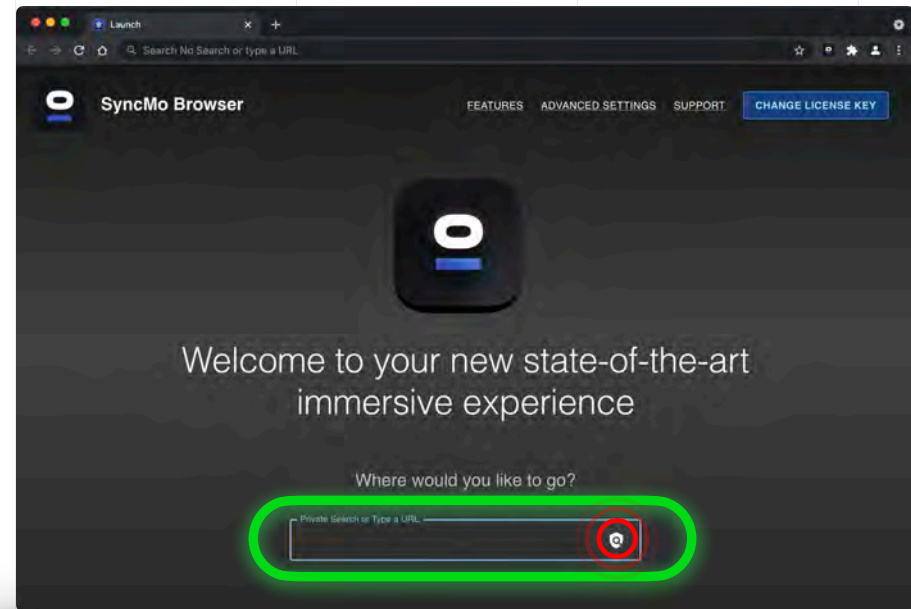 Launch
Search No Search or type a URL
SyncMo Browser
FEATURES ADVANCED SETTINGS SUPPORT CHANGE LICENSE KEY
Welcome to your new state-of-the-art
immersive experience
Where would you like to go?
Private Search or Type a URL